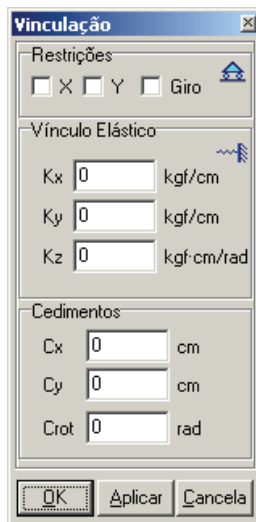 Vinculação
Restrições
X Y Giro
Vínculo Elástico
Kx 0 kgf/cm
Ky 0 kgf/cm
Kz 0 kgf·cm/rad
Cedimentos
Cx 0 cm
Cy 0 cm
Crot 0 rad
OK Aplicar Cancela